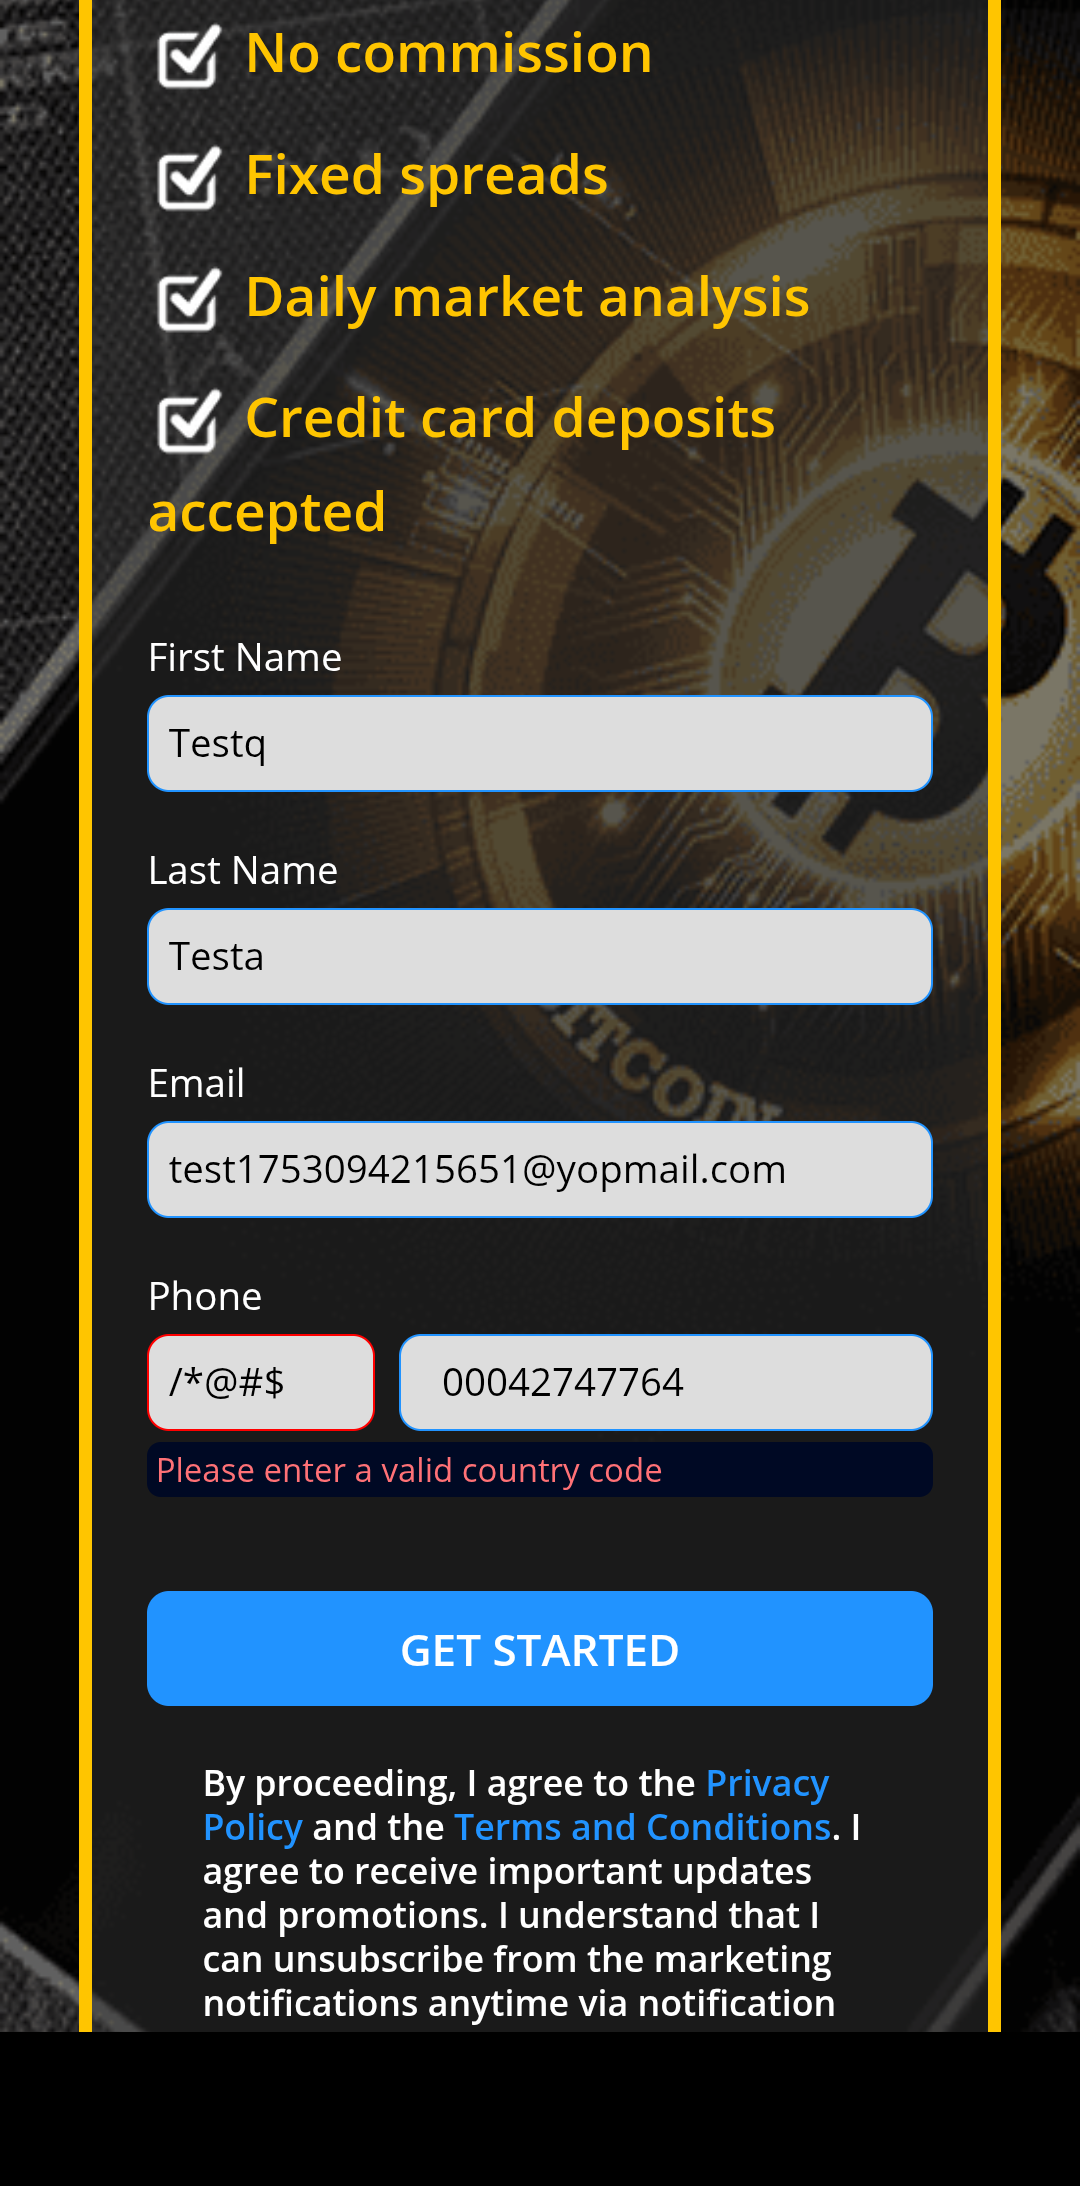 No commission
Fixed spreads
Daily market analysis
Credit card deposits
accepted
First Name
Testq
Last Name
Testa
BITCOIN
Email
test1753094215651@yopmail.com
Phone
/*@#$ 00042747764
Please enter a valid country code
GET STARTED
By proceeding, I agree to the Privacy
Policy and the Terms and Conditions. I
agree to receive important updates
and promotions. I understand that I
can unsubscribe from the marketing
notifications anytime via notification